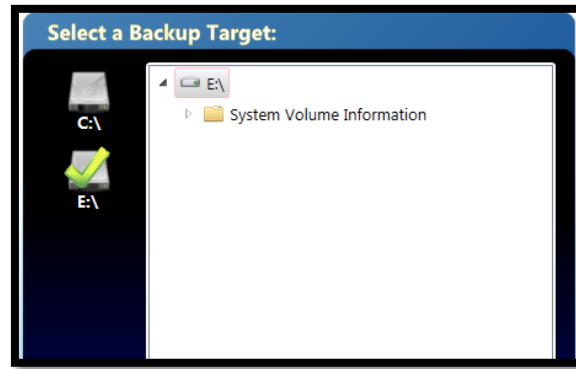 Select a Backup Target:
C:\
E:\
E:\
System Volume Information